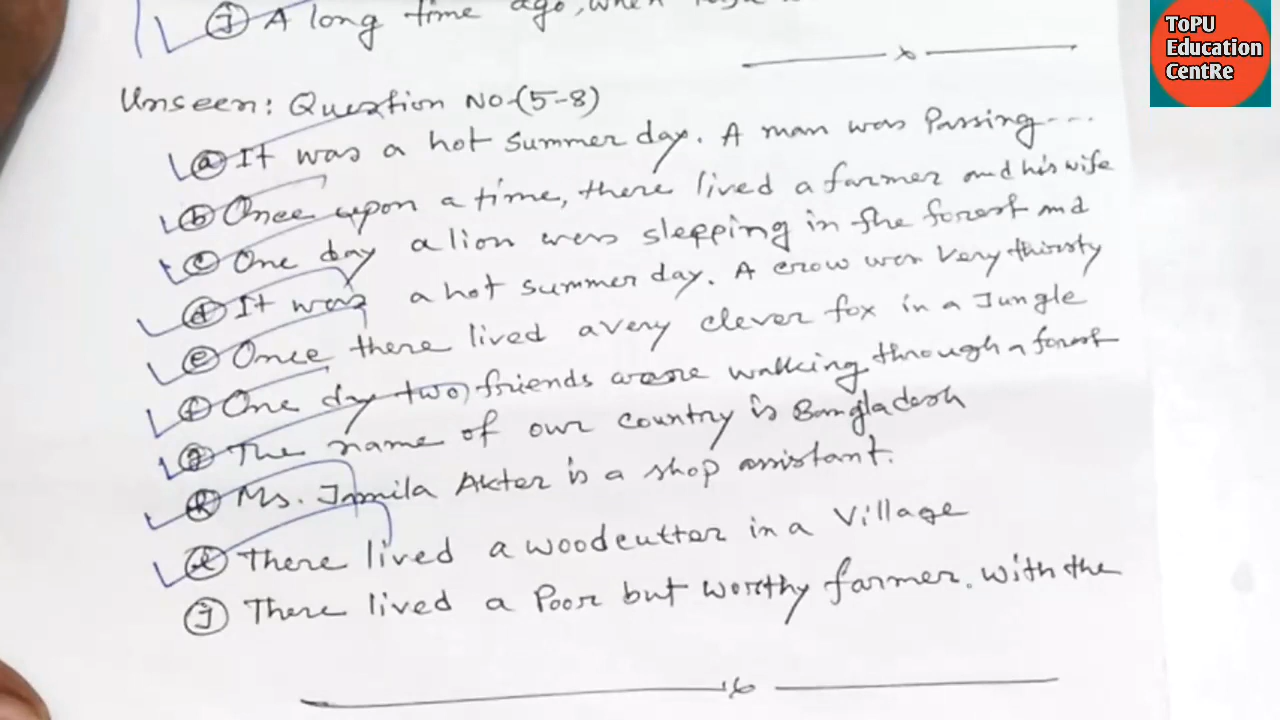 (j) A long time ago, when
ToPU
Education
CentRe
Unseen: Question No-(5-8)
(a) It was a hot summer day. A man was Passing....
(b) Once upon a time, there lived a farmer and his wife
(c) One day a lion was sleeping in the forest and
(d) It was a hot summer day. A crow was very thirsty
(e) Once there lived a very clever fox in a Jungle
(f) One day two friends were walking through a forest
(g) The name of our country is Bangladesh
(h) Ms. Jamila Akter is a shop assistant.
(i) There lived a woodcutter in a Village
(j) There lived a Poor but worthy farmer. with the